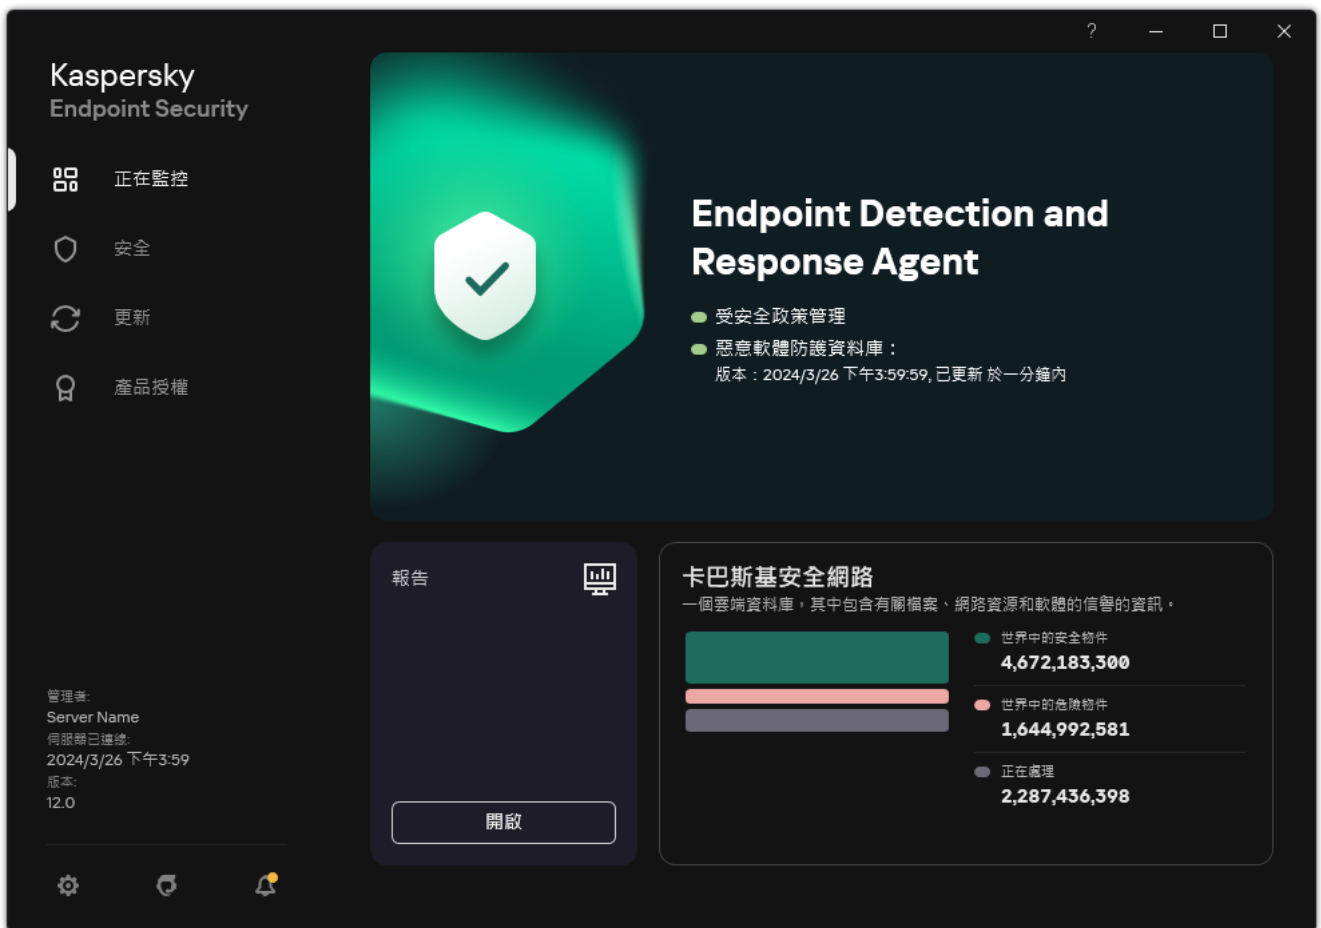 ?
Kaspersky
Endpoint Security
正在監控
安全
更新
產品授權
Endpoint Detection and
Response Agent
受安全政策管理
惡意軟體防護資料庫：
版本：2024/3/26 下午3:59:59, 已更新 於一分鐘內
報告
開啟
卡巴斯基安全網路
一個雲端資料庫，其中包含有關檔案、網路資源和軟體的信譽的資訊。
世界中的安全物件
4,672,183,300
世界中的危險物件
1,644,992,581
正在處理
2,287,436,398
管理者:
Server Name
伺服器已連線:
2024/3/26 下午3:59
版本:
12.0